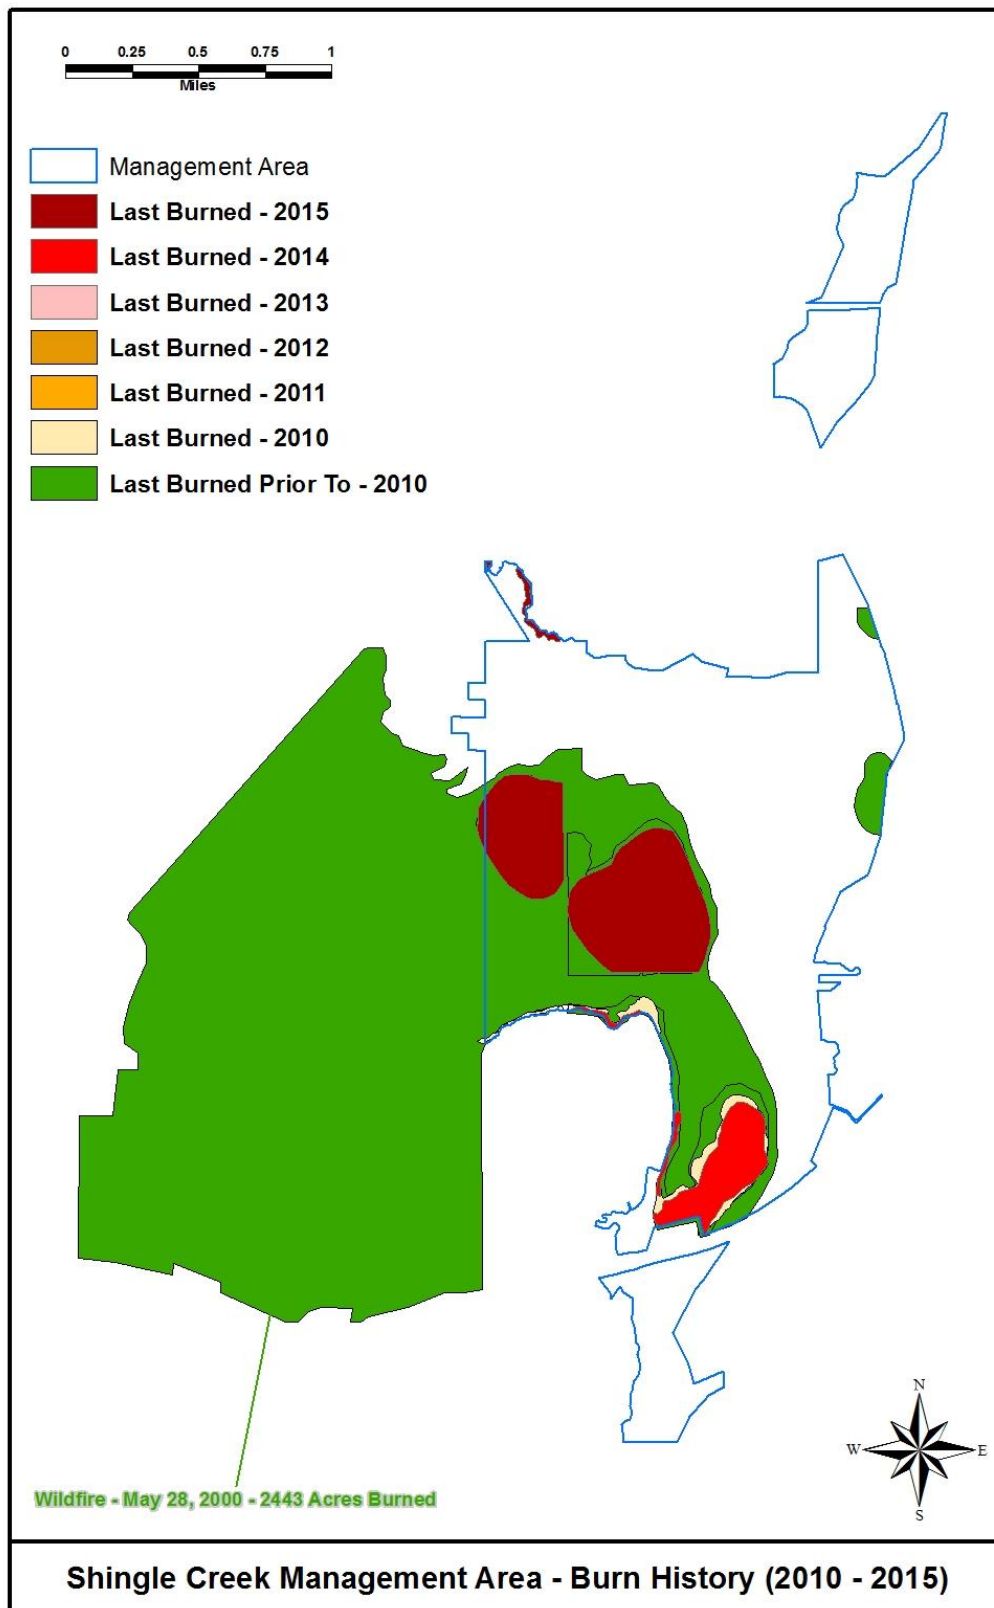 0 0.25 0.5 0.75 1
Miles
Management Area
Last Burned - 2015
Last Burned - 2014
Last Burned - 2013
Last Burned - 2012
Last Burned - 2011
Last Burned - 2010
Last Burned Prior To - 2010
N
W E
S
Wildfire - May 28, 2000 - 2443 Acres Burned
Shingle Creek Management Area - Burn History (2010 - 2015)